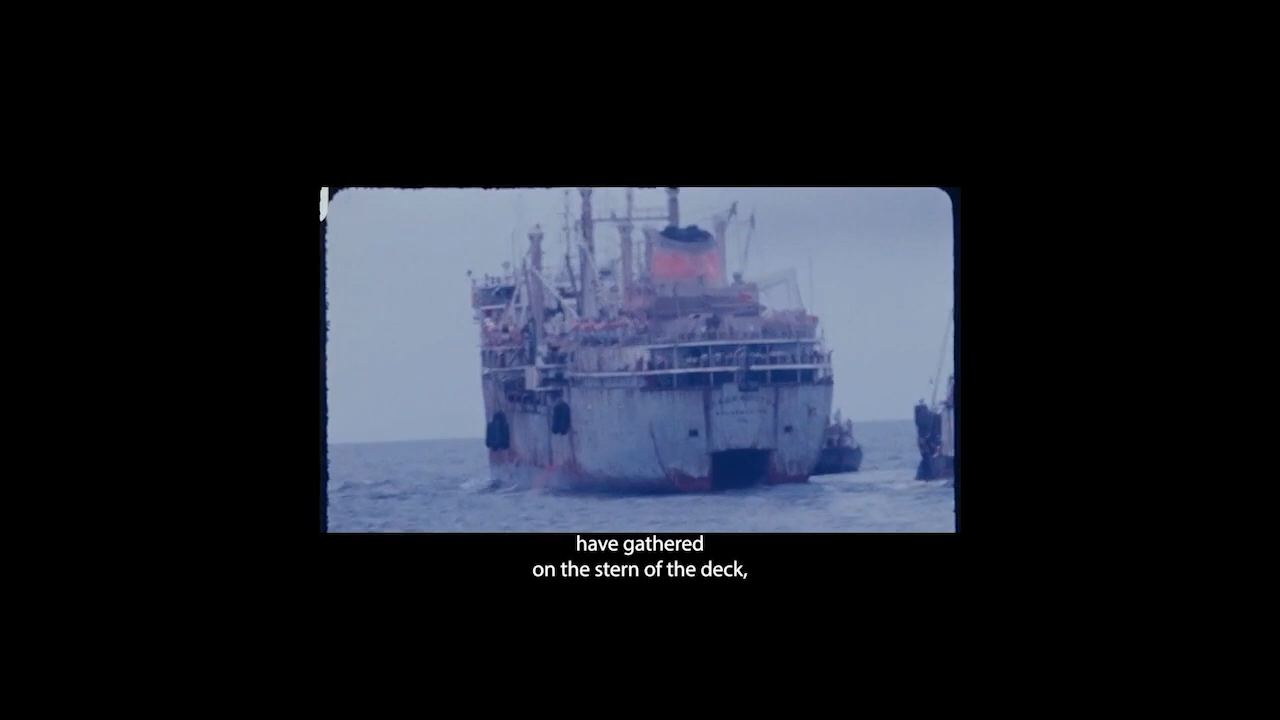 have gathered
on the stern of the deck,